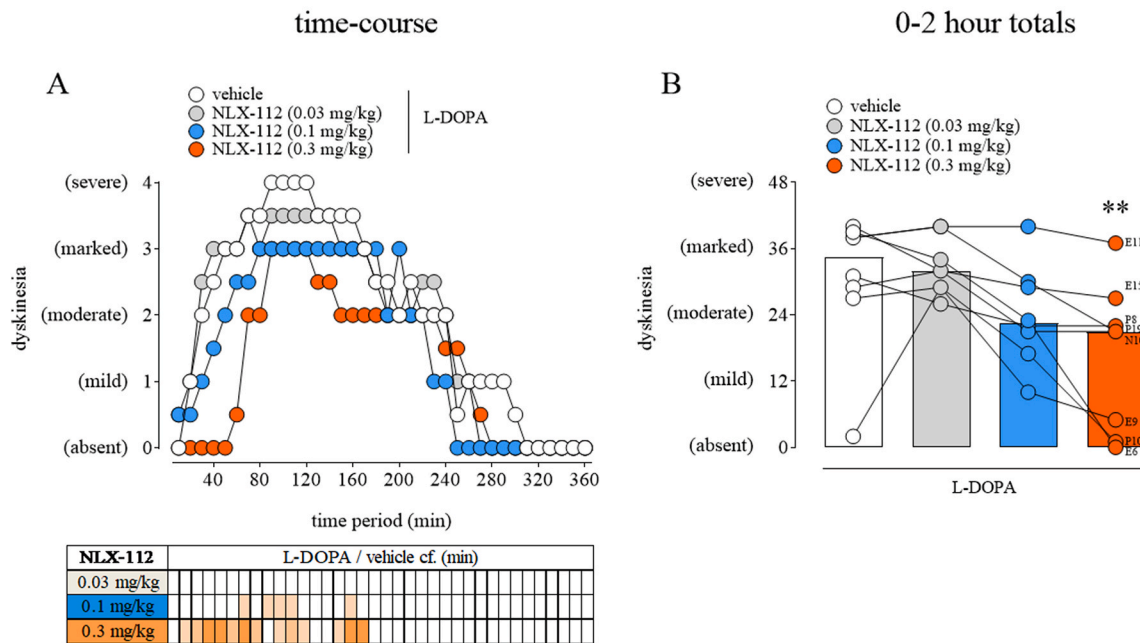 time-course
0-2 hour totals
A
vehicle
NLX-112 (0.03 mg/kg)
NLX-112 (0.1 mg/kg)
NLX-112 (0.3 mg/kg)
L-DOPA
dyskinesia
(severe) 4
(marked) 3
(moderate) 2
(mild) 1
(absent) 0
40 80 120 160 200 240 280 320 360
time period (min)
NLX-112 L-DOPA / vehicle cf. (min)
0.03 mg/kg
0.1 mg/kg
0.3 mg/kg
B
vehicle
NLX-112 (0.03 mg/kg)
NLX-112 (0.1 mg/kg)
NLX-112 (0.3 mg/kg)
dyskinesia
(severe) 48
(marked) 36
(moderate) 24
(mild) 12
(absent) 0
**
E11
E15
P8
P19
N10
E9
P10
E6
L-DOPA